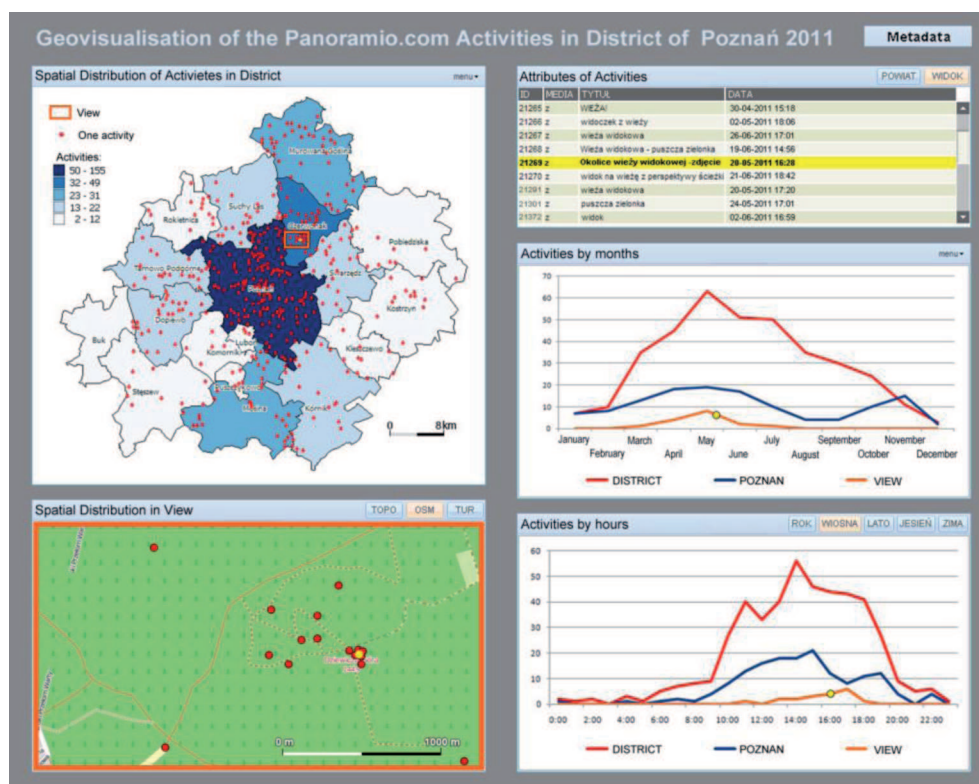 Geovisualisation of the Panoramio.com Activities in District of Poznań 2011
Metadata
Spatial Distribution of Activietes in District
menu
View
One activity
Activities:
50 - 155
32 - 49
23 - 31
13 - 22
2 - 12
Murowana Goślina
Suchy Las
Rokietnica
Czerwonak
Pobiedziska
Tarnowo Podgórne
Swarzędz
Poznań
Kostrzyn
Dopiewo
Buk
Luboń
Komorniki
Kleszczewo
Stęszew
Mosina
Kórnik
0 8km
Attributes of Activities
POWIAT WIDOK
ID MEDIA TYTUŁ DATA
21265 z WIEŻA! 30-04-2011 15:18
21266 z widoczek z wieży 02-05-2011 18:06
21267 z wieża widokowa 26-06-2011 17:01
21268 z Wieża widokowa - puszcza zielonka 19-06-2011 14:56
21269 z Okolice wieży widokowej -zdjęcie 28-05-2011 16:28
21270 z widok na wieżę z perspektywy ścieżki 21-06-2011 18:42
21291 z wieża widokowa 20-05-2011 17:20
21301 z puszcza zielonka 24-05-2011 17:01
21372 z widok 02-06-2011 16:59
Activities by months
menu
70
60
50
40
30
20
10
0
January March May July September November
February April June August October December
DISTRICT POZNAN VIEW
Spatial Distribution in View
TOPO OSM TUR
0 m 1000 m
Activities by hours
ROK WIOSNA LATO JESIEŃ ZIMA
60
50
40
30
20
10
0
0:00 2:00 4:00 6:00 8:00 10:00 12:00 14:00 16:00 18:00 20:00 22:00
DISTRICT POZNAN VIEW